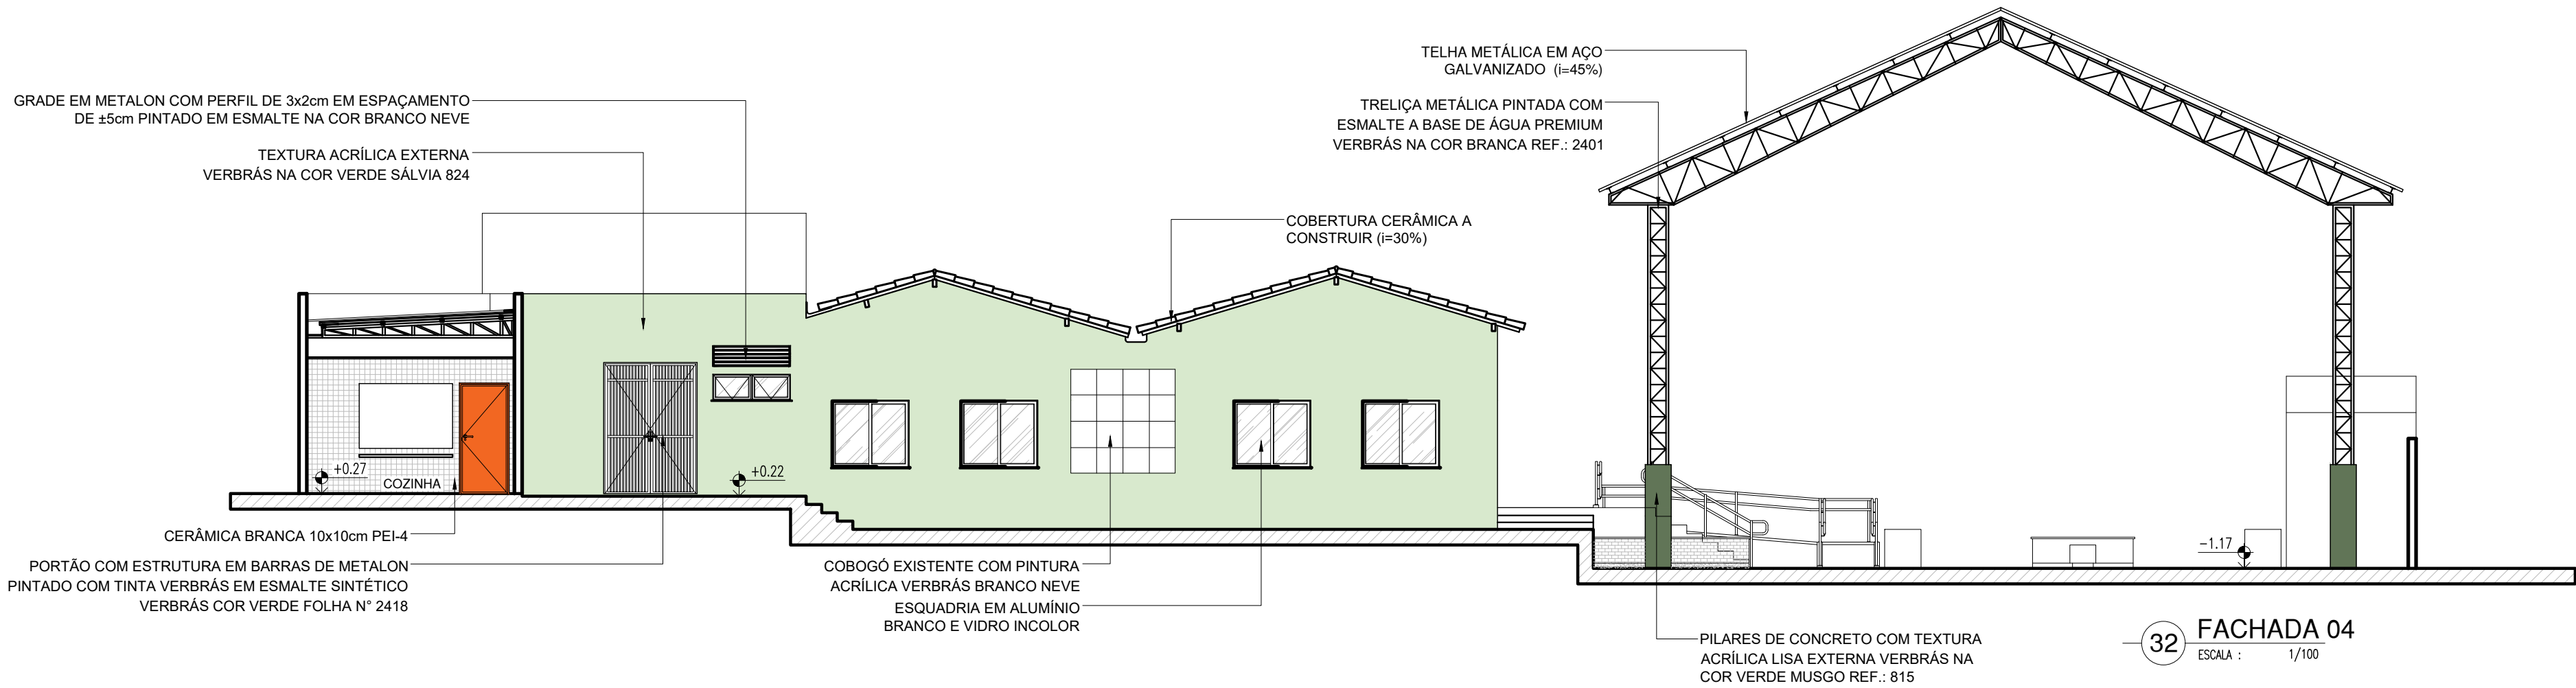 TELHA METÁLICA EM AÇO
GALVANIZADO (i=45%)
GRADE EM METALON COM PERFIL DE 3x2cm EM ESPAÇAMENTO
DE ±5cm PINTADO EM ESMALTE NA COR BRANCO NEVE
TRELIÇA METÁLICA PINTADA COM
ESMALTE A BASE DE ÁGUA PREMIUM
VERBRÁS NA COR BRANCA REF.: 2401
TEXTURA ACRÍLICA EXTERNA
VERBRÁS NA COR VERDE SÁLVIA 824
COBERTURA CERÂMICA A
CONSTRUIR (i=30%)
+0.27
COZINHA
+0.22
-1.17
CERÂMICA BRANCA 10x10cm PEI-4
PORTÃO COM ESTRUTURA EM BARRAS DE METALON
PINTADO COM TINTA VERBRÁS EM ESMALTE SINTÉTICO
VERBRÁS COR VERDE FOLHA N° 2418
COBOGÓ EXISTENTE COM PINTURA
ACRÍLICA VERBRÁS BRANCO NEVE
ESQUADRIA EM ALUMÍNIO
BRANCO E VIDRO INCOLOR
PILARES DE CONCRETO COM TEXTURA
ACRÍLICA LISA EXTERNA VERBRÁS NA
COR VERDE MUSGO REF.: 815
32 FACHADA 04
ESCALA : 1/100